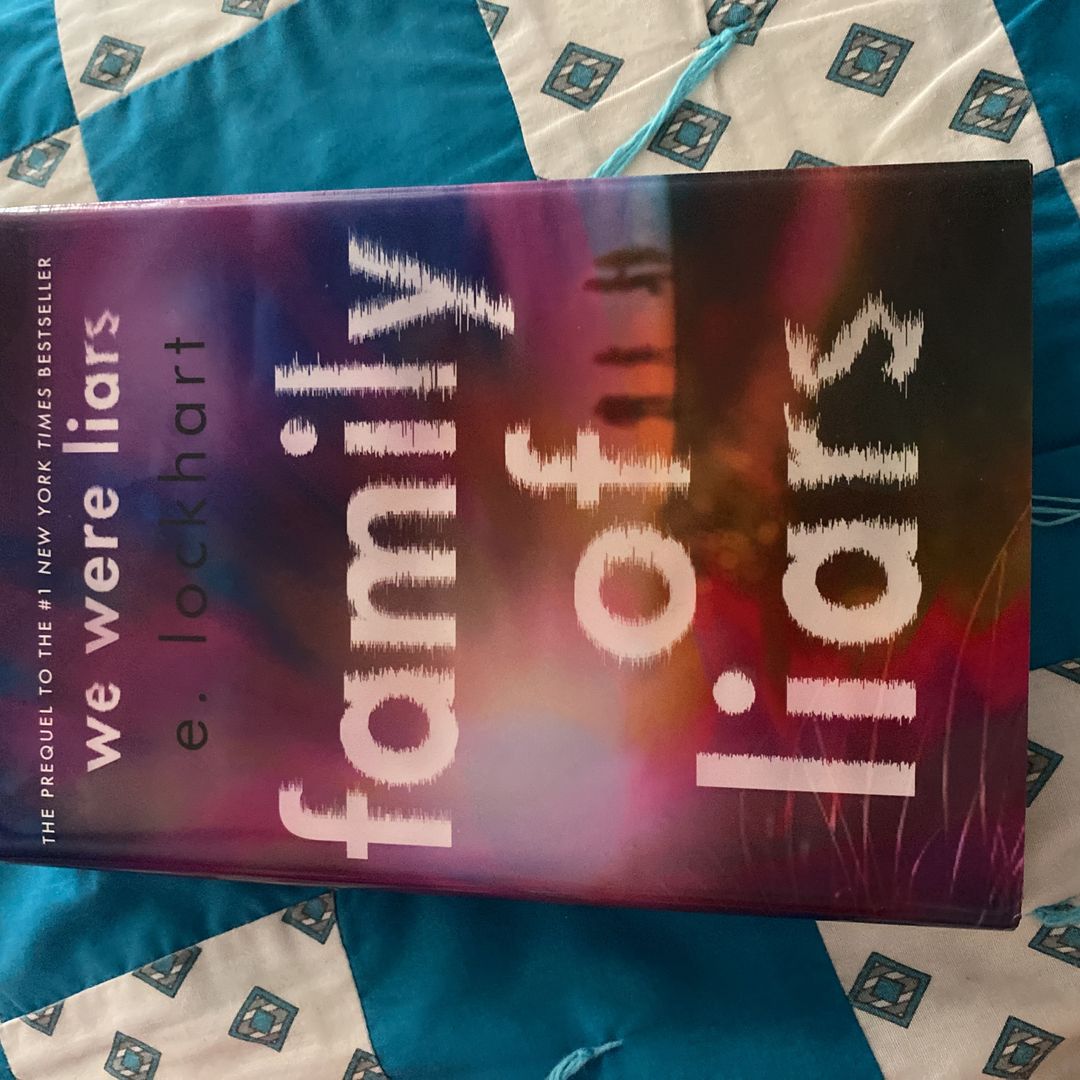 THE PREQUEL TO THE #1 NEW YORK TIMES BESTSELLER
we were liars
e. lockhart
family
of
liars